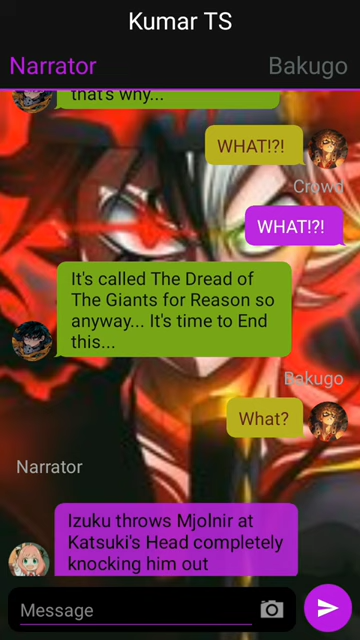 Kumar TS
Narrator
Bakugo
that's why...
WHAT!?!
Crowd
WHAT!?!
It's called The Dread of
The Giants for Reason so
anyway... It's time to End
this...
Bakugo
What?
Narrator
Izuku throws Mjolnir at
Katsuki's Head completely
knocking him out
Message